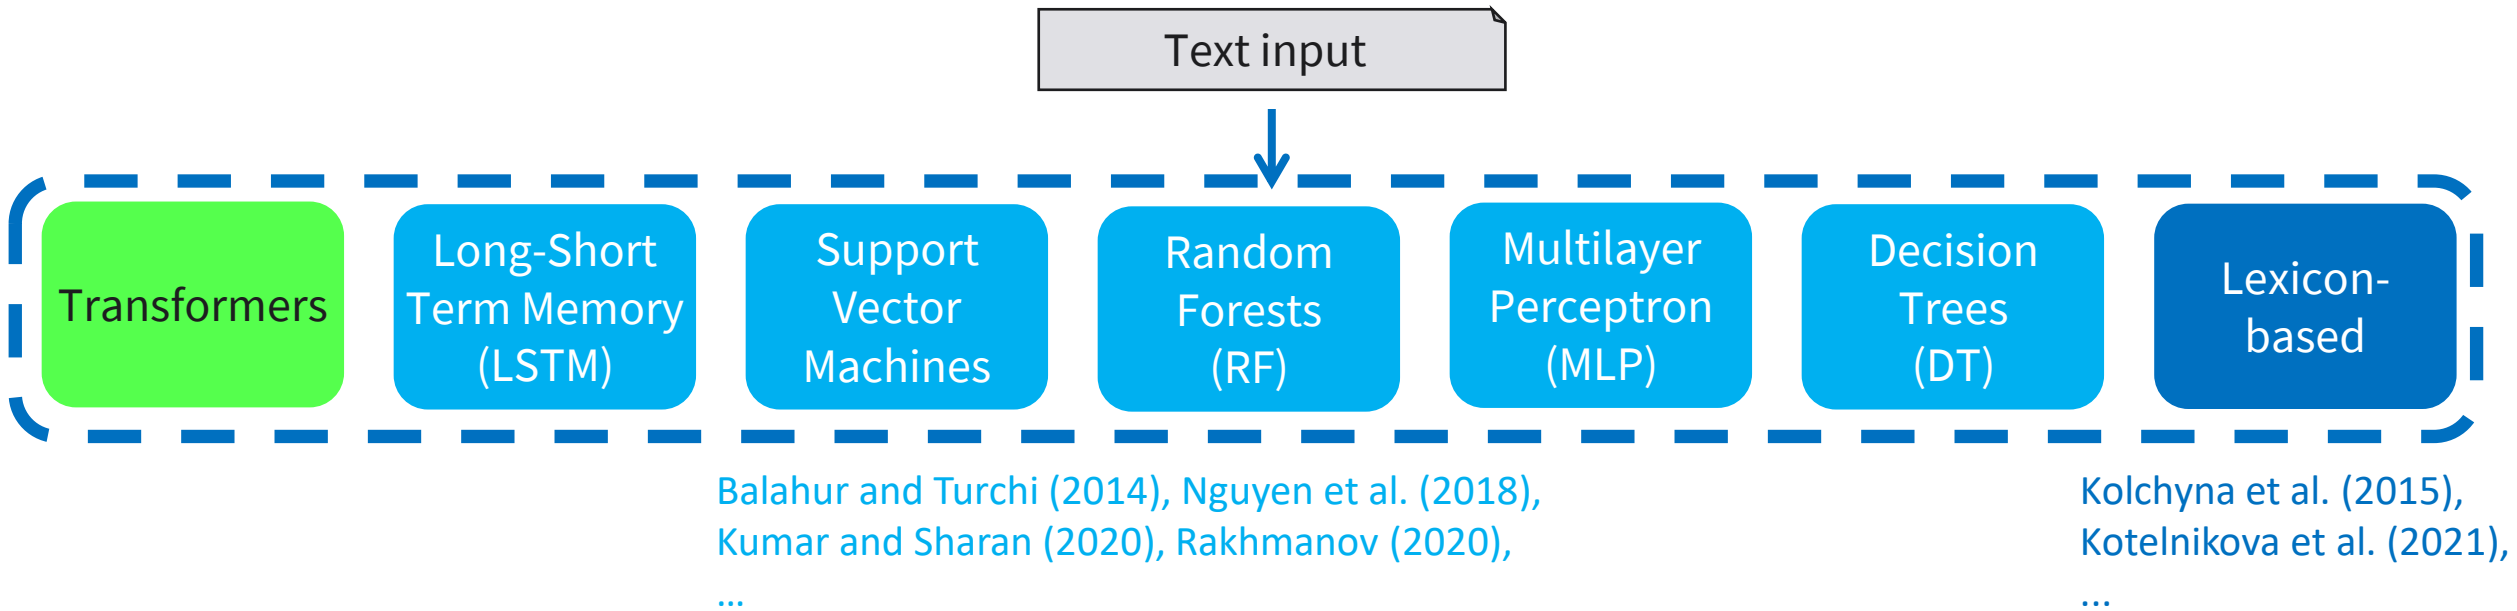 Text input
Transformers
Long-Short
Term Memory
(LSTM)
Support
Vector
Machines
Random
Forests
(RF)
Multilayer
Perceptron
(MLP)
Decision
Trees
(DT)
Lexicon-
based
Balahur and Turchi (2014), Nguyen et al. (2018),
Kumar and Sharan (2020), Rakhmanov (2020),
...
Kolchyna et al. (2015),
Kotelnikova et al. (2021),
...